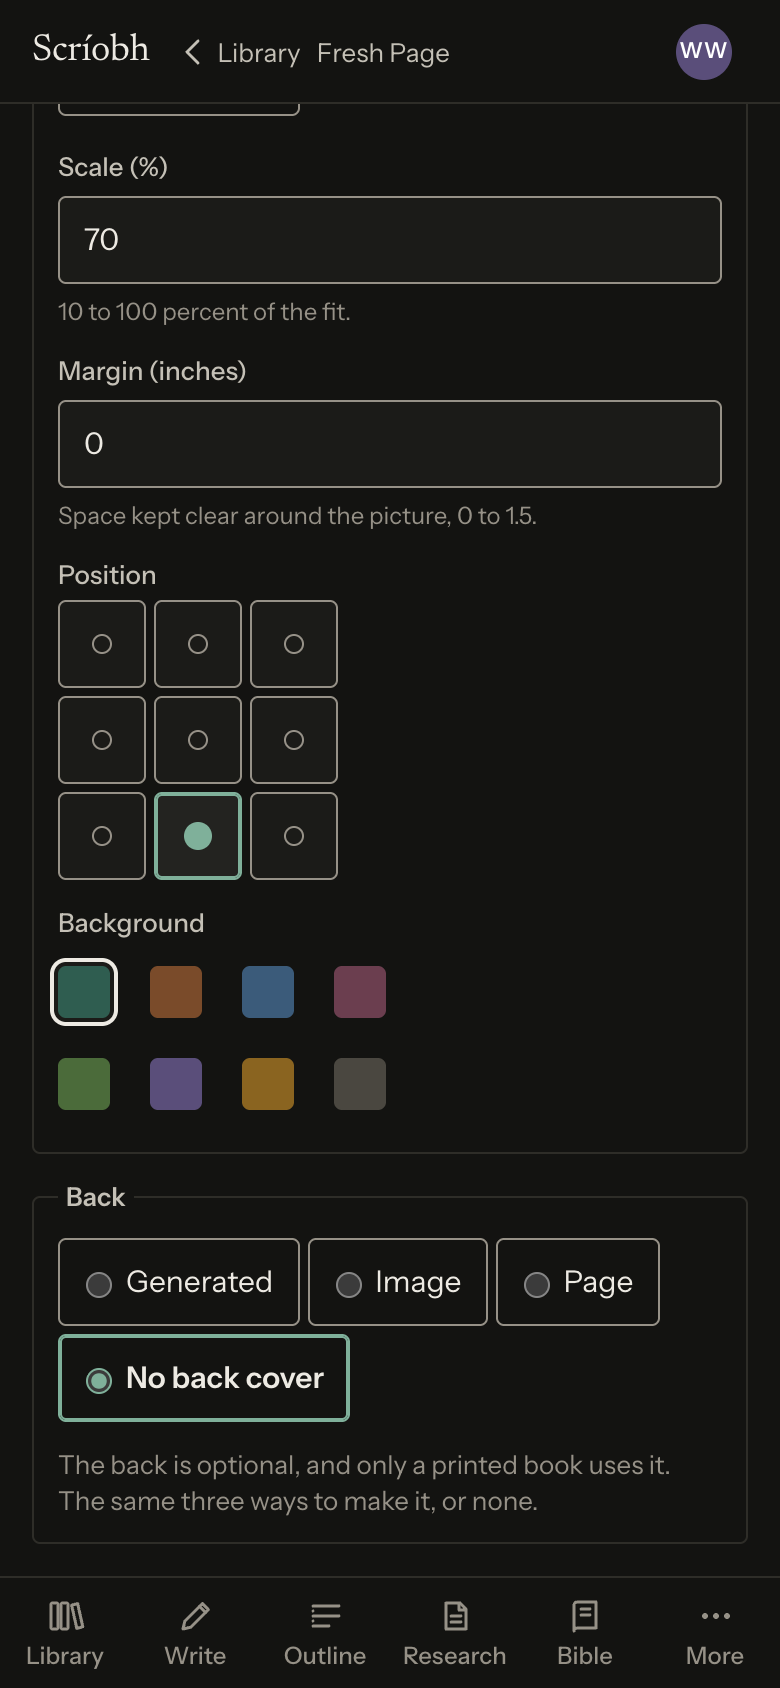 Scríobh Library Fresh Page WW
Scale (%)
70
10 to 100 percent of the fit.
Margin (inches)
0
Space kept clear around the picture, 0 to 1.5.
Position
Background
Back
Generated Image Page
No back cover
The back is optional, and only a printed book uses it.
The same three ways to make it, or none.
Library Write Outline Research Bible More